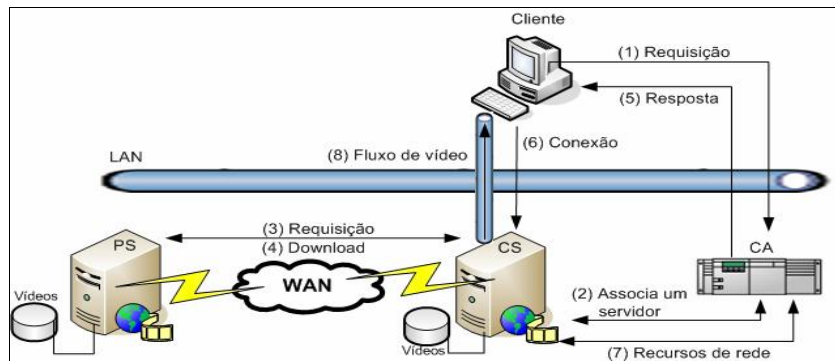 Cliente
(1) Requisição
(5) Resposta
(6) Conexão
LAN
(8) Fluxo de vídeo
(3) Requisição
(4) Download
PS
CS
CA
WAN
Vídeos
(2) Associa um
servidor
Vídeos
(7) Recursos de rede